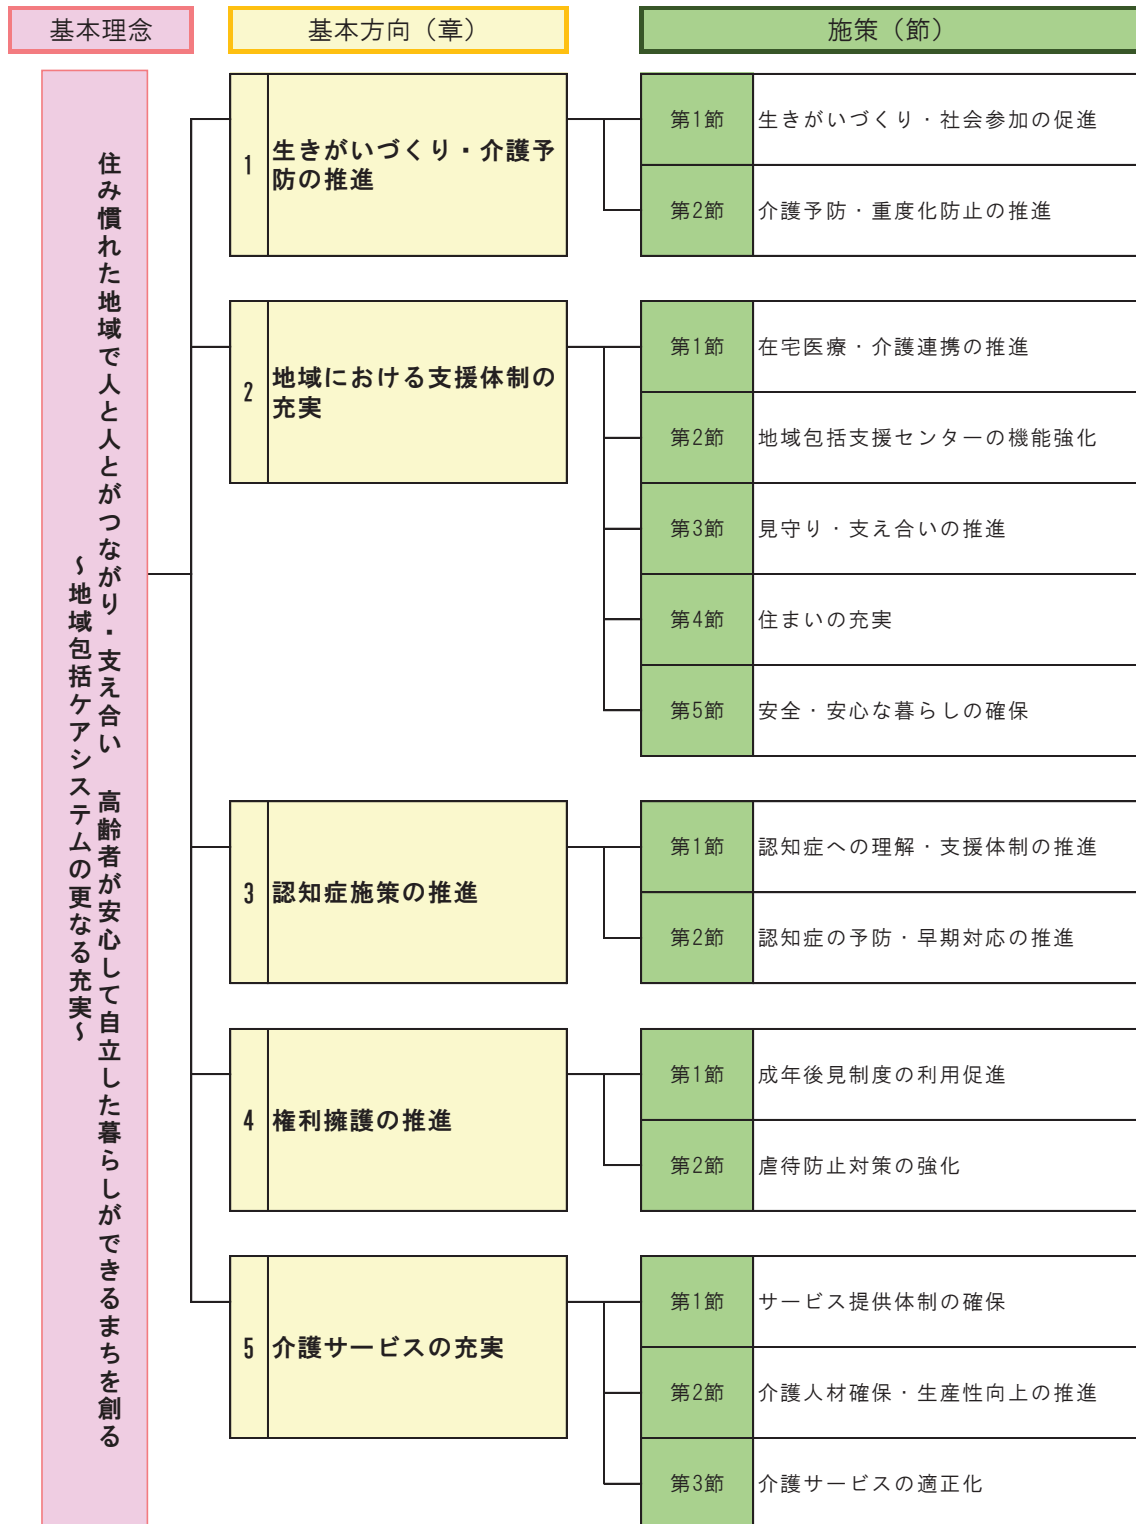 基本理念
基本方向（章）
施策（節）
住み慣れた地域で人と人とがつながり・支え合い　高齢者が安心して自立した暮らしができるまちを創る
～地域包括ケアシステムの更なる充実～
1
生きがいづくり・介護予
防の推進
第1節
生きがいづくり・社会参加の促進
第2節
介護予防・重度化防止の推進
2
地域における支援体制の
充実
第1節
在宅医療・介護連携の推進
第2節
地域包括支援センターの機能強化
第3節
見守り・支え合いの推進
第4節
住まいの充実
第5節
安全・安心な暮らしの確保
3
認知症施策の推進
第1節
認知症への理解・支援体制の推進
第2節
認知症の予防・早期対応の推進
4
権利擁護の推進
第1節
成年後見制度の利用促進
第2節
虐待防止対策の強化
5
介護サービスの充実
第1節
サービス提供体制の確保
第2節
介護人材確保・生産性向上の推進
第3節
介護サービスの適正化